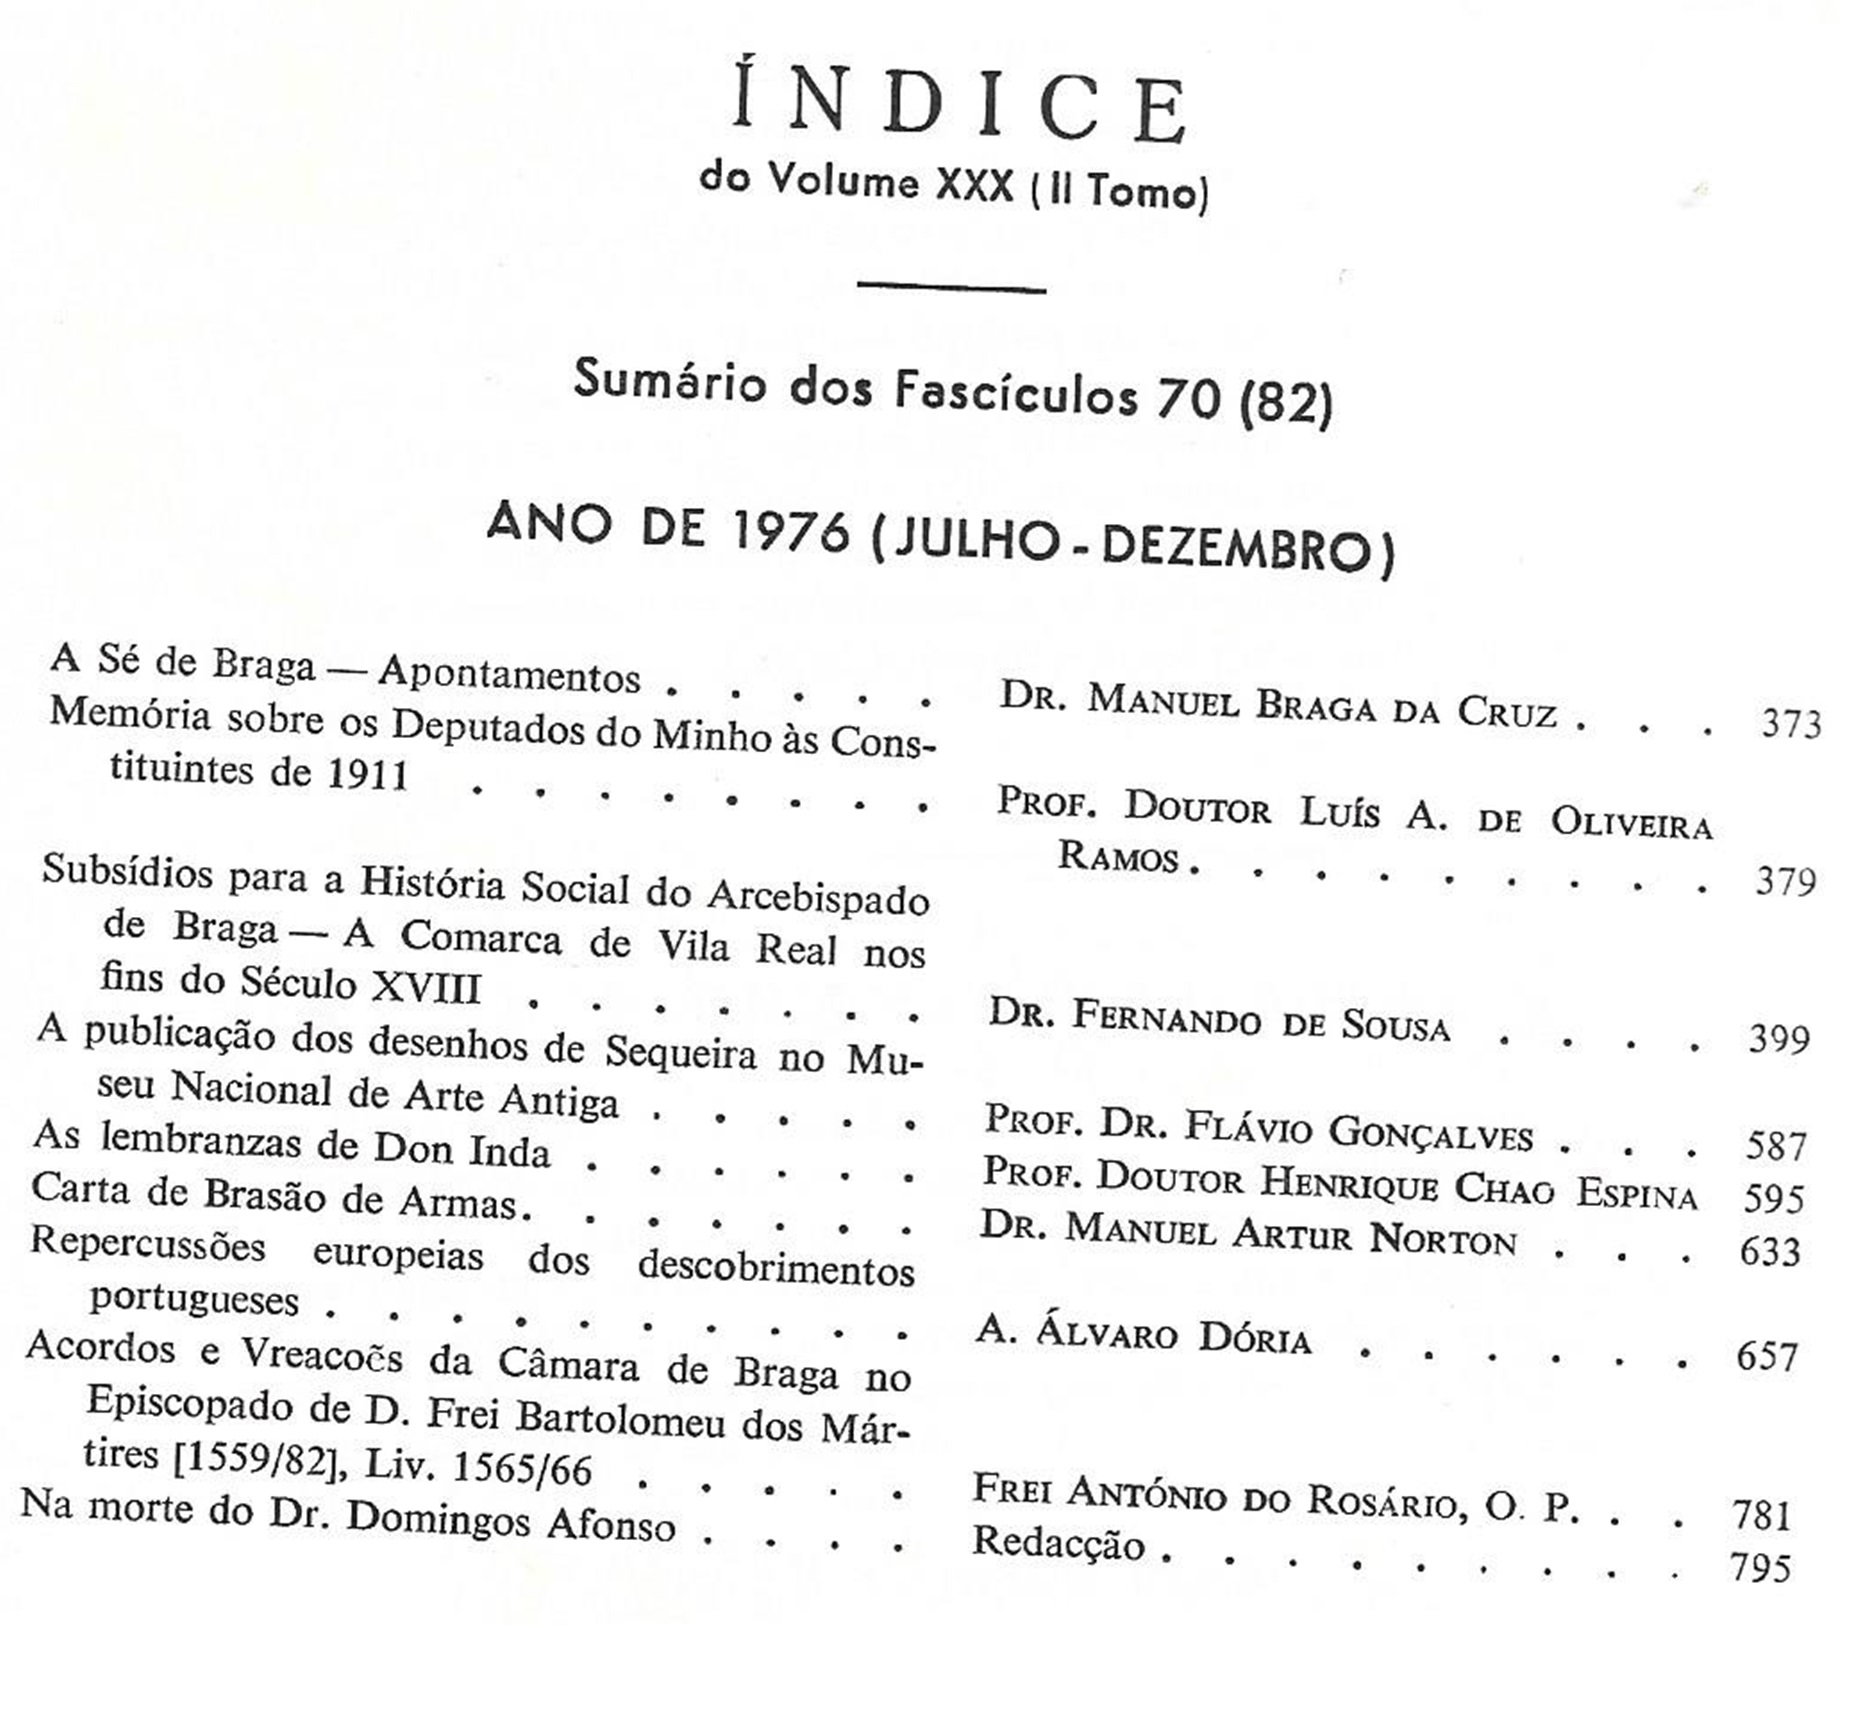 ÍNDICE
do Volume XXX (II Tomo)
Sumário dos Fascículos 70 (82)
ANO DE 1976 (JULHO - DEZEMBRO)
A Sé de Braga — Apontamentos . . . . . DR. MANUEL BRAGA DA CRUZ . . . 373
Memória sobre os Deputados do Minho às Cons-
tituintes de 1911 . . . . . . . . PROF. DOUTOR LUÍS A. DE OLIVEIRA
RAMOS . . . . . . . . . 379
Subsídios para a História Social do Arcebispado
de Braga — A Comarca de Vila Real nos
fins do Século XVIII . . . . . . . DR. FERNANDO DE SOUSA . . . . 399
A publicação dos desenhos de Sequeira no Mu-
seu Nacional de Arte Antiga . . . . . PROF. DR. FLÁVIO GONÇALVES . . . 587
As lembranzas de Don Inda . . . . . . PROF. DOUTOR HENRIQUE CHAO ESPINA 595
Carta de Brasão de Armas. . . . . . . DR. MANUEL ARTUR NORTON . . . 633
Repercussões europeias dos descobrimentos
portugueses . . . . . . . . . . A. ÁLVARO DÓRIA . . . . . . 657
Acordos e Vreacoẽs da Câmara de Braga no
Episcopado de D. Frei Bartolomeu dos Már-
tires [1559/82], Liv. 1565/66 . . . . . FREI ANTÓNIO DO ROSÁRIO, O. P. . . 781
Na morte do Dr. Domingos Afonso . . . . Redacção . . . . . . . . . 795